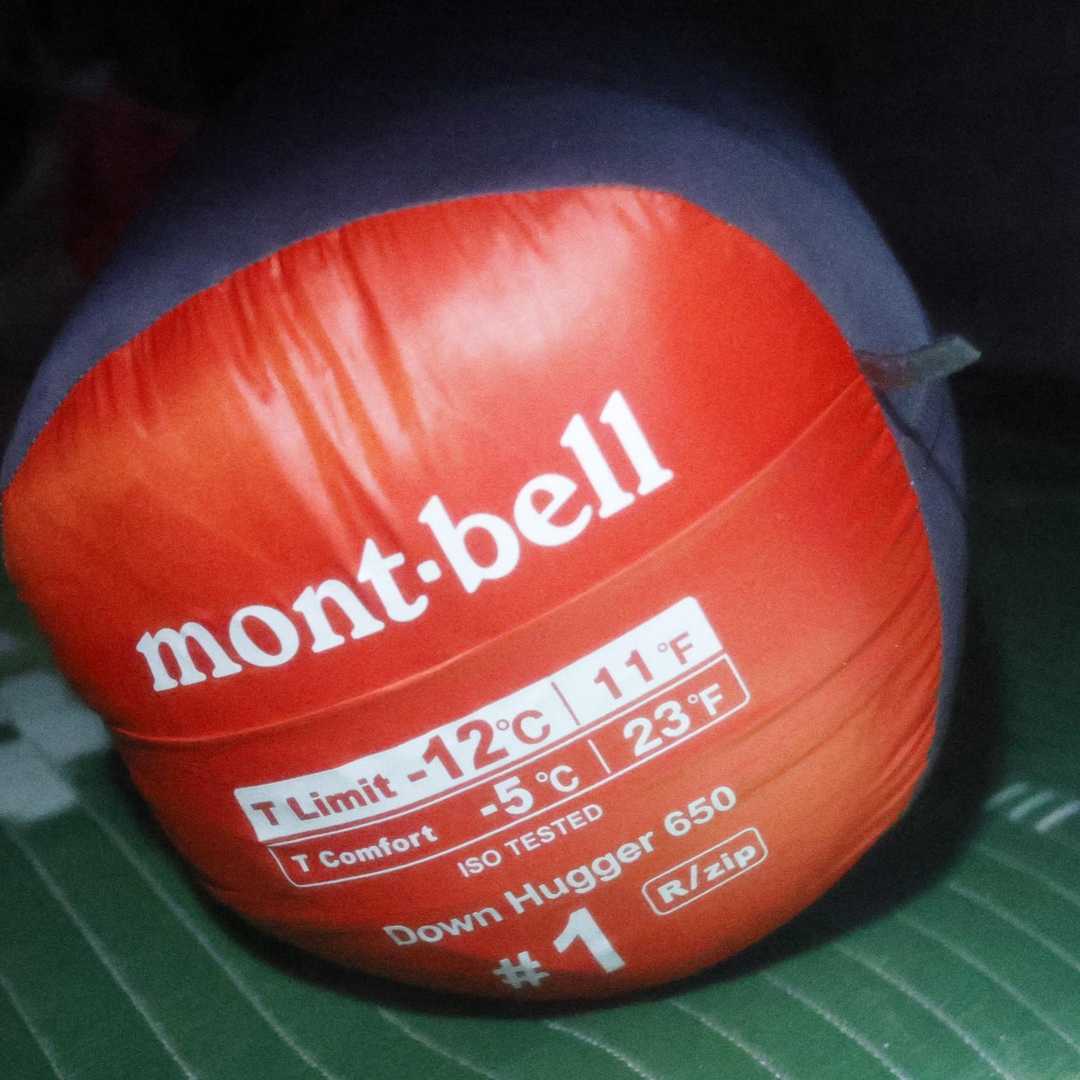 mont·bell
T Limit -12°C | 11°F
T Comfort -5°C | 23°F
ISO TESTED
Down Hugger 650
#1 R/zip